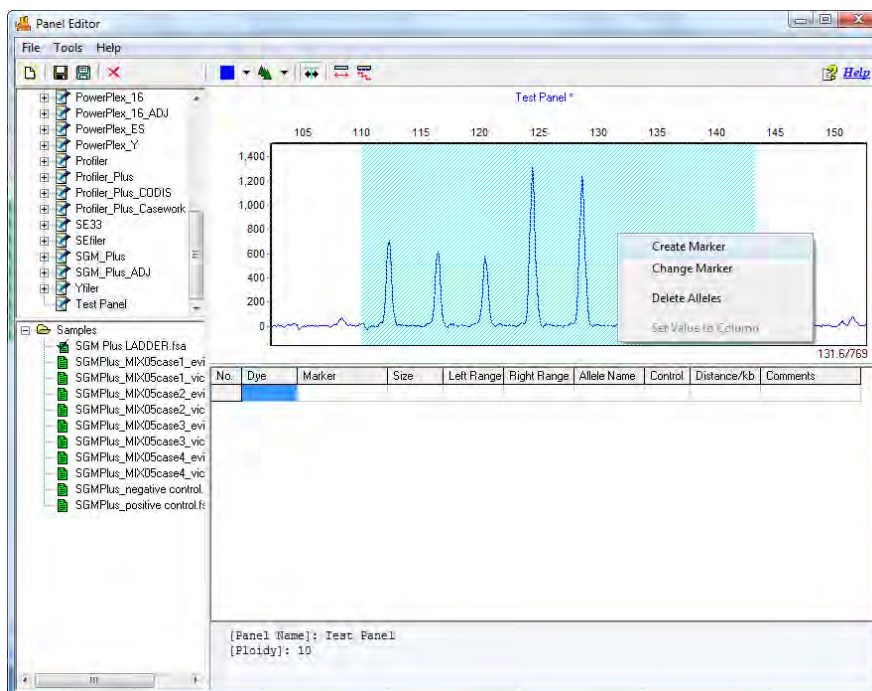 Panel Editor
File Tools Help
Help
PowerPlex_16
PowerPlex_16_ADJ
PowerPlex_ES
PowerPlex_Y
Profiler
Profiler_Plus
Profiler_Plus_CODIS
Profiler_Plus_Casework
SE33
SEfiler
SGM_Plus
SGM_Plus_ADJ
Yfiler
Test Panel
Samples
SGM Plus LADDER.fsa
SGMPlus_MIX05case1_evi
SGMPlus_MIX05case1_vic
SGMPlus_MIX05case2_evi
SGMPlus_MIX05case2_vic
SGMPlus_MIX05case3_evi
SGMPlus_MIX05case3_vic
SGMPlus_MIX05case4_evi
SGMPlus_MIX05case4_vic
SGMPlus_negative control.
SGMPlus_positive control.fs
Test Panel *
105 110 115 120 125 130 135 140 145 150
1,400
1,200
1,000
800
600
400
200
0
Create Marker
Change Marker
Delete Alleles
Set Value to Column
131.6/769
No. Dye Marker Size Left Range Right Range Allele Name Control Distance/kb Comments
[Panel Name]: Test Panel
[Ploidy]: 10